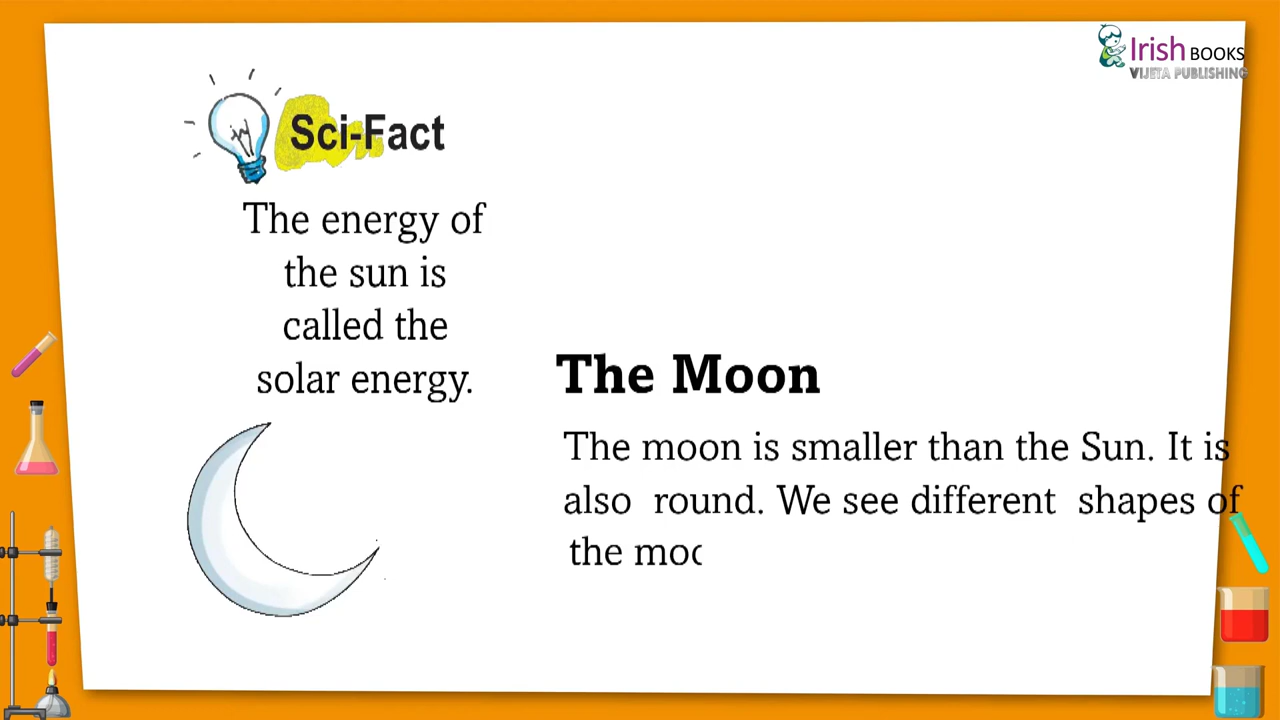 Irish BOOKS
VIJETA PUBLISHING
Sci-Fact
The energy of
the sun is
called the
solar energy.
The Moon
The moon is smaller than the Sun. It is
also round. We see different shapes of
the